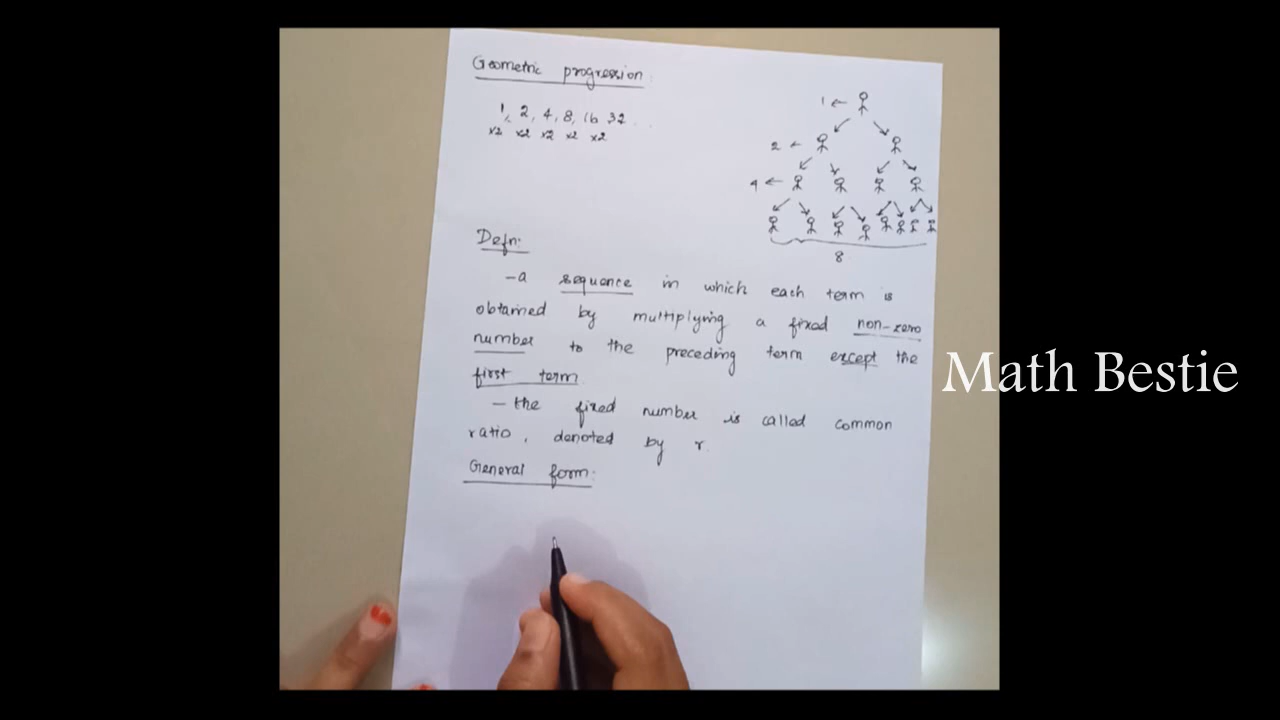 Geometric progression:
1, 2, 4, 8, 16 32 . . .
x2 x2 x2 x2 x2
1
2
4
8
Defn:
- a sequence in which each term is
obtained by multiplying a fixed non-zero
number to the preceding term except the
first term
- the fixed number is called common
ratio, denoted by r.
General form:
Math Bestie